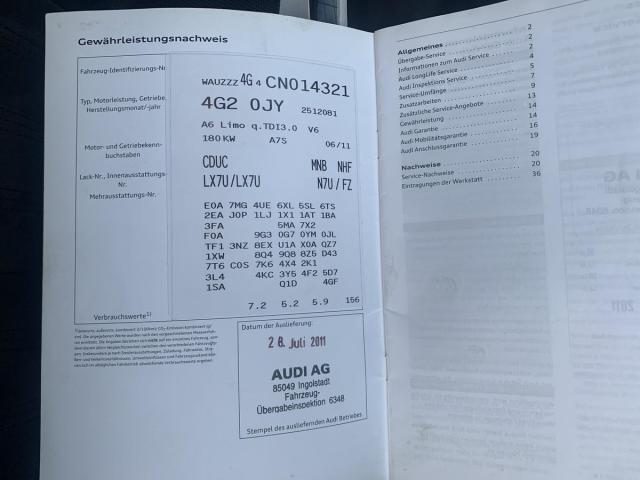 Gewährleistungsnachweis
Fahrzeug-Identifizierungs-Nr.
WAUZZZ 4G 4 CN014321
Typ, Motorleistung, Getriebe,
Herstellungsmonat/-jahr
4G2 0JY 2512081
A6 Limo q.TDI3.0 V6
180KW A7S 06/11
Motor- und Getriebekenn-
buchstaben
CDUC MNB NHF
Lack-Nr., Innenausstattungs-
Nr.
LX7U/LX7U N7U / FZ
Mehrausstattungs-Nr.
E0A 7MG 4UE 6XL 5SL 6TS
2EA J0P 1LJ 1X1 1AT 1BA
3FA 5MA 7X2
F0A 9G3 0G7 0YM 0JL
TF1 3NZ 8EX U1A X0A QZ7
1XW 8Q4 9Q8 8Z5 D43
7T6 C0S 7K6 4X4 2K1
3L4 4KC 3Y5 4F2 5D7
1SA Q1D 4GF
Verbrauchswerte1)
7.2 5.2 5.9 156
Datum der Auslieferung:
28. Juli 2011
AUDI AG
85049 Ingolstadt
Fahrzeug-
Übergabeinspektion 6348
Stempel des ausliefernden Audi Betriebes
Allgemeines 2
Übergabe-Service 2
Informationen zum Audi Service 2
Audi LongLife Service 4
Audi Inspektions Service 5
Service-Umfänge 7
Zusatzarbeiten 9
Zusätzliche Service-Angebote 13
Gewährleistung 14
Audi Garantie 14
Audi Mobilitätsgarantie 16
Audi Anschlussgarantie 19
Nachweise 20
Service-Nachweise 20
Eintragungen der Werkstatt 36